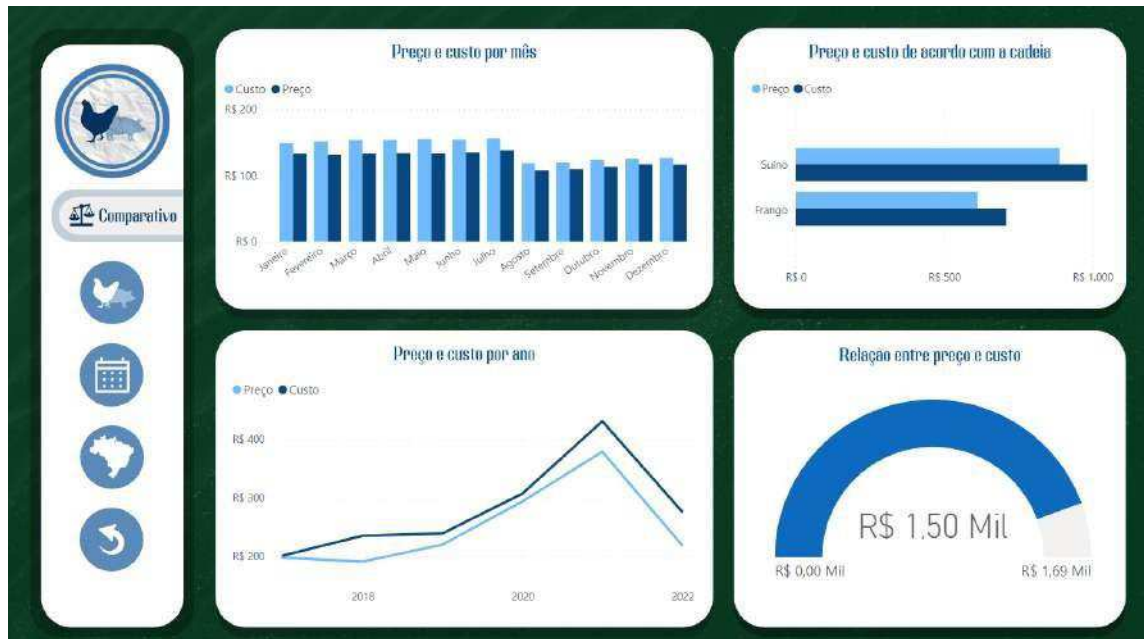 Comparativo
Preço e custo por mês
Custo Preço
R$ 200
R$ 100
R$ 0
Janeiro Fevereiro Março Abril Maio Junho Julho Agosto Setembro Outubro Novembro Dezembro
Preço e custo de acordo com a cadeia
Preço Custo
Suíno
Frango
R$ 0 R$ 500 R$ 1.000
Preço e custo por ano
Preço Custo
R$ 400
R$ 300
R$ 200
2018 2020 2022
Relação entre preço e custo
R$ 1,50 Mil
R$ 0,00 Mil R$ 1,69 Mil